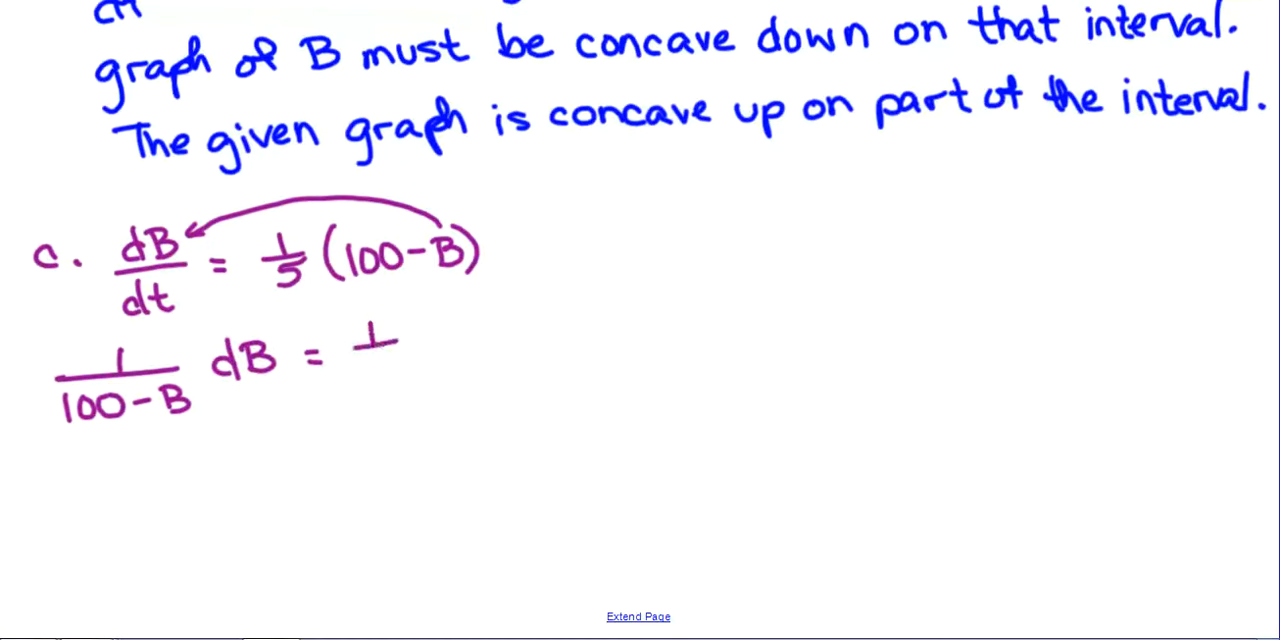 graph of B must be concave down on that interval.
The given graph is concave up on part of the interval.
c. dB/dt = 1/5 (100-B)
1/(100-B) dB = 1
Extend Page